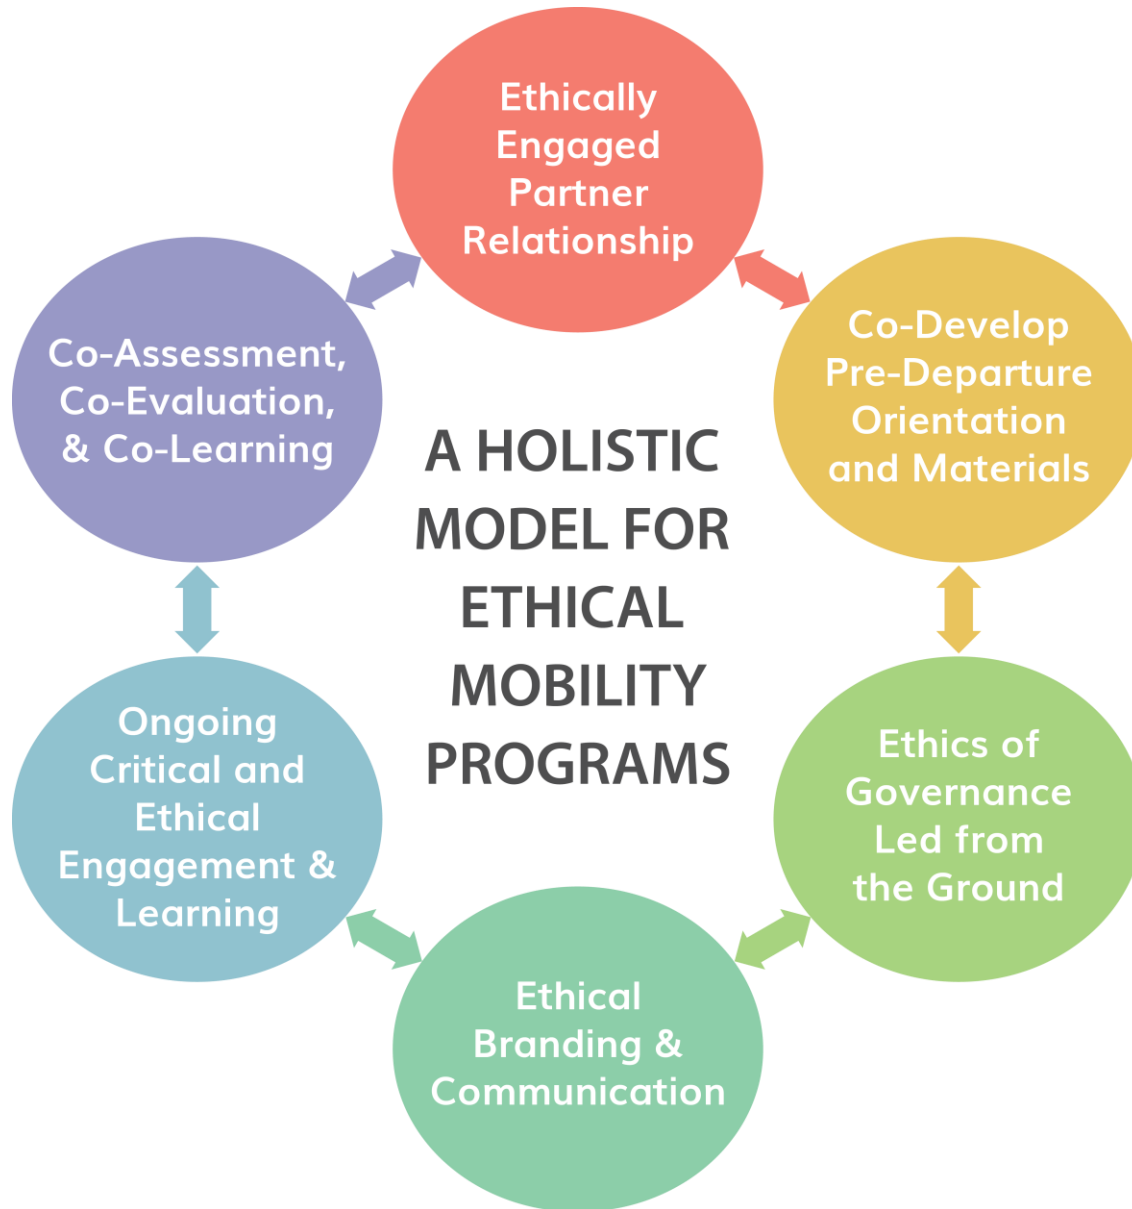 Ethically
Engaged
Partner
Relationship
Co-Develop
Pre-Departure
Orientation
and Materials
Ethics of
Governance
Led from
the Ground
Ethical
Branding &
Communication
Ongoing
Critical and
Ethical
Engagement &
Learning
Co-Assessment,
Co-Evaluation,
& Co-Learning
A HOLISTIC
MODEL FOR
ETHICAL
MOBILITY
PROGRAMS